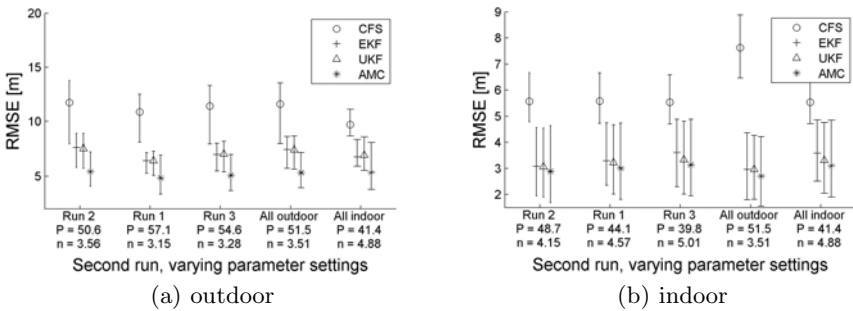 20
15
10
5
RMSE [m]
CFS
EKF
UKF
AMC
Run 2 Run 1 Run 3 All outdoor All indoor
P = 50.6 P = 57.1 P = 54.6 P = 51.5 P = 41.4
n = 3.56 n = 3.15 n = 3.28 n = 3.51 n = 4.88
Second run, varying parameter settings
(a) outdoor
9
8
7
6
5
4
3
2
RMSE [m]
CFS
EKF
UKF
AMC
Run 2 Run 1 Run 3 All outdoor All indoor
P = 48.7 P = 44.1 P = 39.8 P = 51.5 P = 41.4
n = 4.15 n = 4.57 n = 5.01 n = 3.51 n = 4.88
Second run, varying parameter settings
(b) indoor